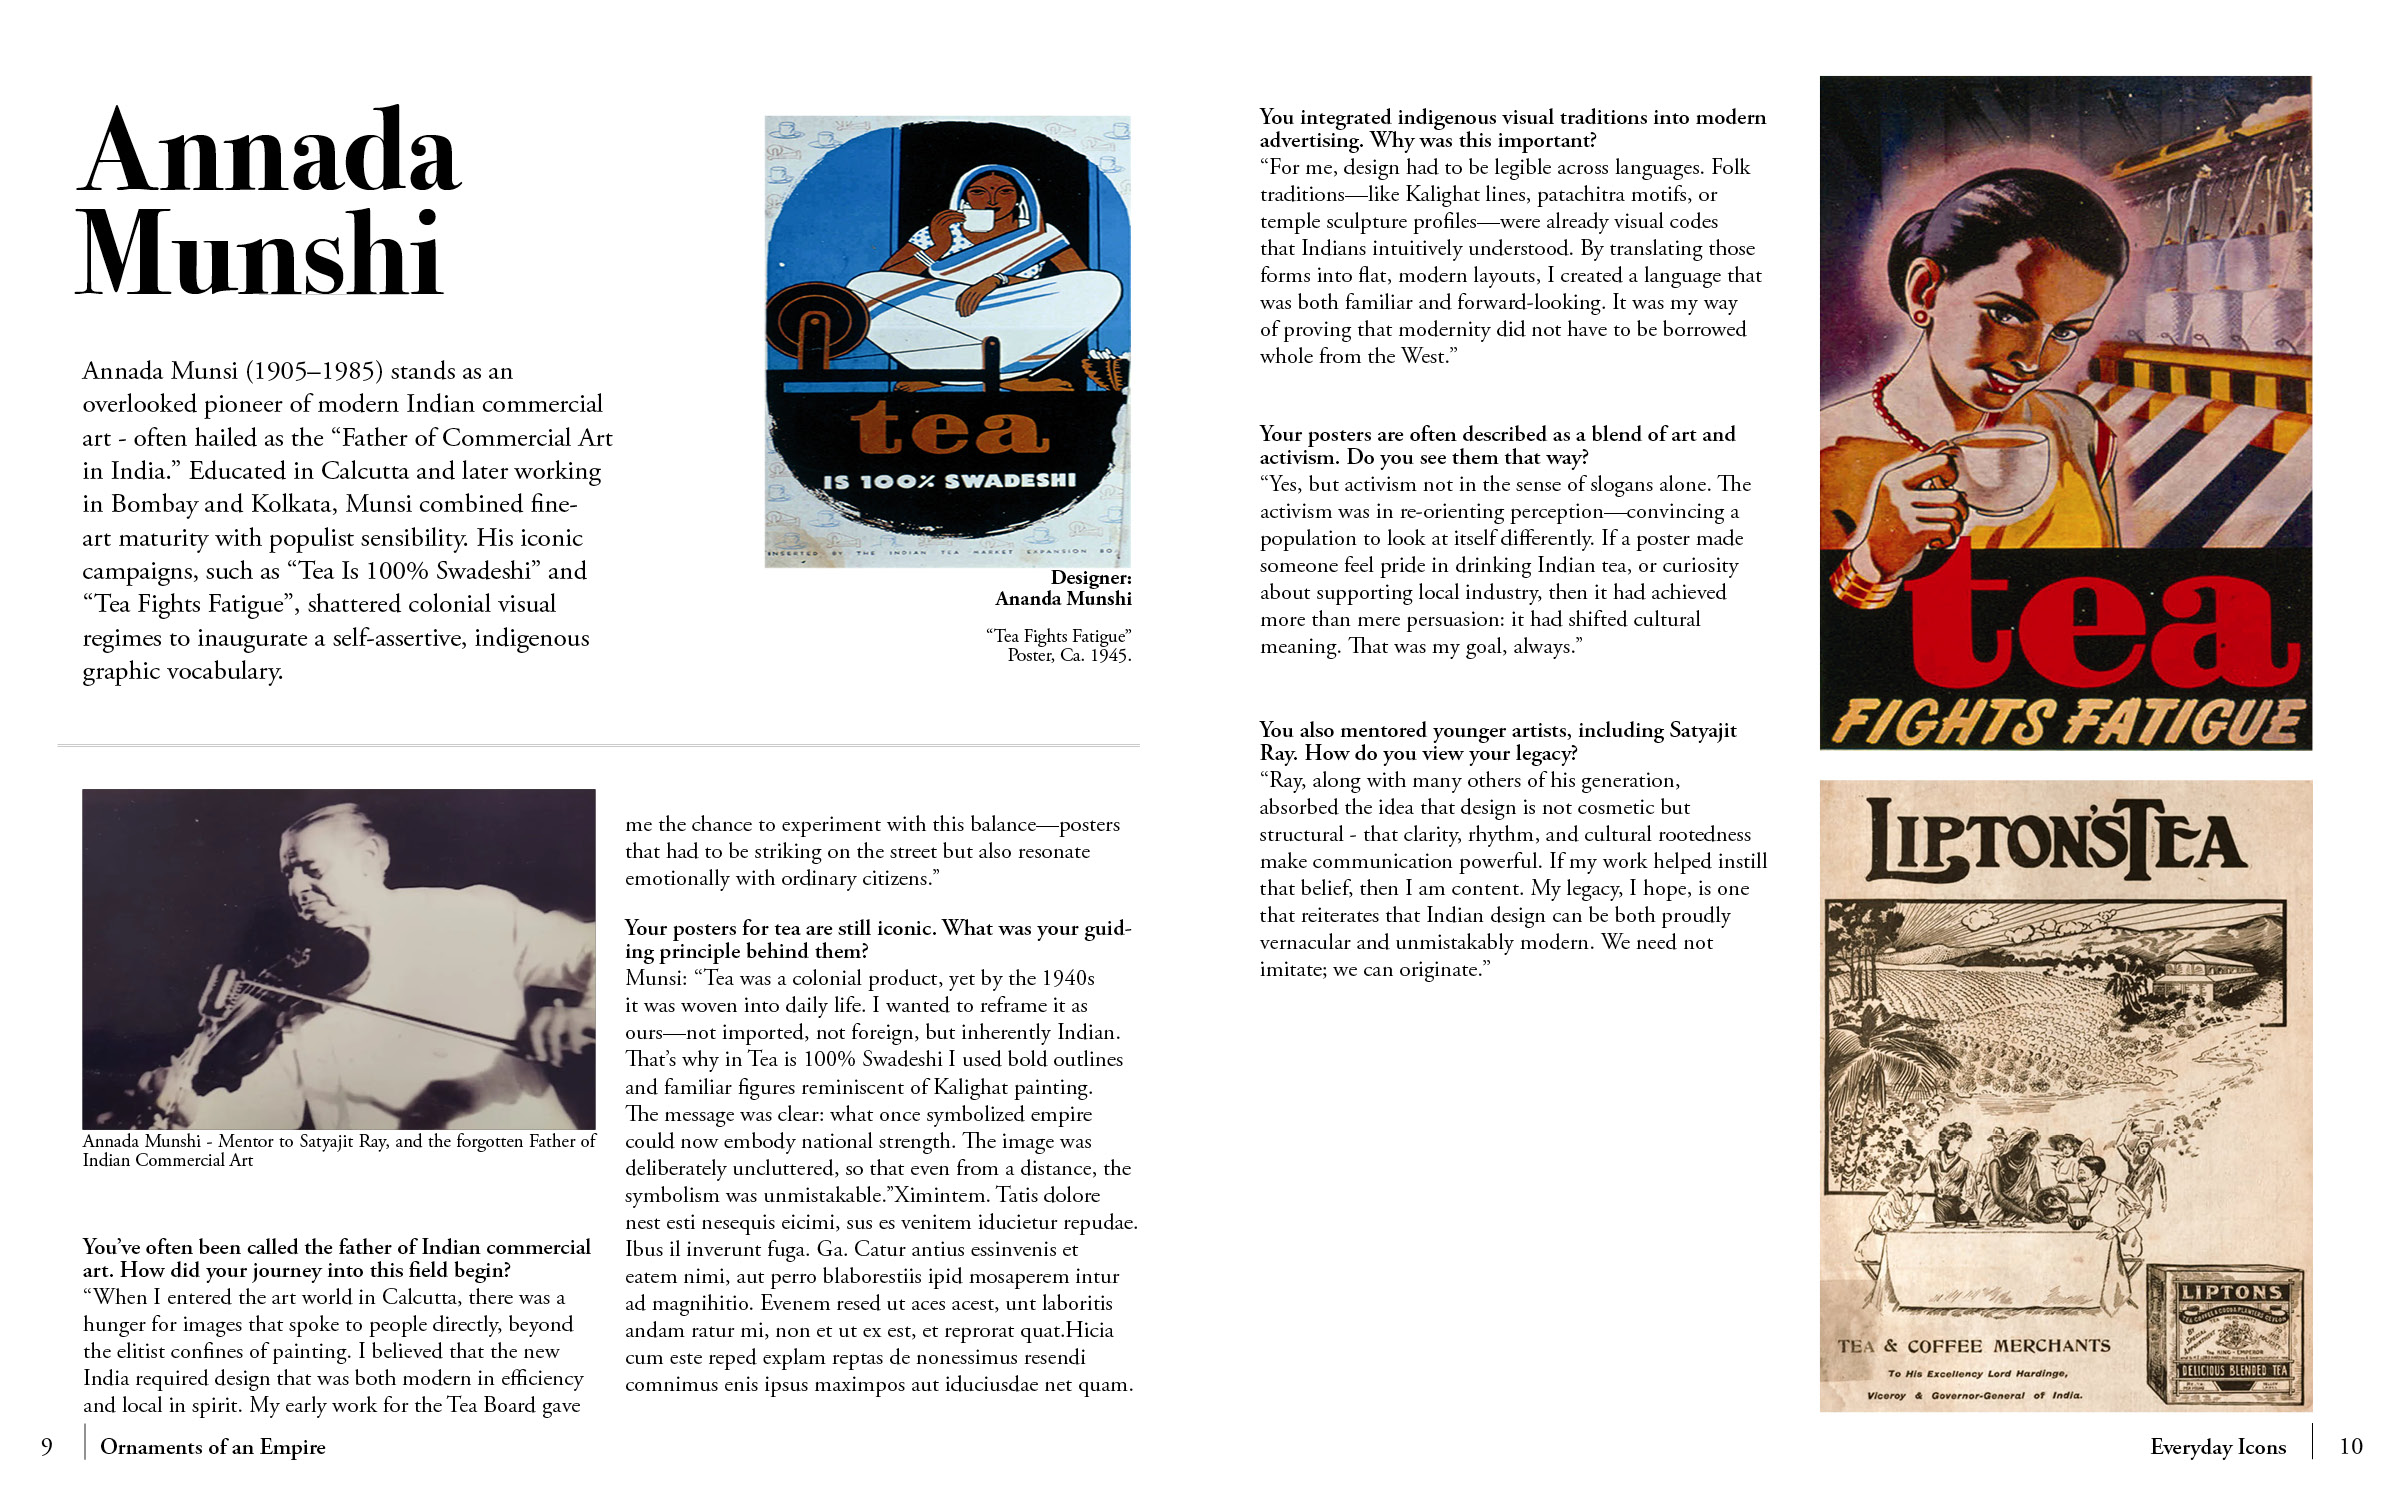 Annada
Munshi
Annada Munsi (1905–1985) stands as an
overlooked pioneer of modern Indian commercial
art - often hailed as the “Father of Commercial Art
in India.” Educated in Calcutta and later working
in Bombay and Kolkata, Munsi combined fine-
art maturity with populist sensibility. His iconic
campaigns, such as “Tea Is 100% Swadeshi” and
“Tea Fights Fatigue”, shattered colonial visual
regimes to inaugurate a self-assertive, indigenous
graphic vocabulary.
tea
IS 100% SWADESHI
INSERTED BY THE INDIAN TEA MARKET EXPANSION BO
Designer:
Ananda Munshi
“Tea Fights Fatigue”
Poster, Ca. 1945.
Annada Munshi - Mentor to Satyajit Ray, and the forgotten Father of
Indian Commercial Art
You’ve often been called the father of Indian commercial
art. How did your journey into this field begin?
“When I entered the art world in Calcutta, there was a
hunger for images that spoke to people directly, beyond
the elitist confines of painting. I believed that the new
India required design that was both modern in efficiency
and local in spirit. My early work for the Tea Board gave
me the chance to experiment with this balance—posters
that had to be striking on the street but also resonate
emotionally with ordinary citizens.”
Your posters for tea are still iconic. What was your guid-
ing principle behind them?
Munsi: “Tea was a colonial product, yet by the 1940s
it was woven into daily life. I wanted to reframe it as
ours—not imported, not foreign, but inherently Indian.
That’s why in Tea is 100% Swadeshi I used bold outlines
and familiar figures reminiscent of Kalighat painting.
The message was clear: what once symbolized empire
could now embody national strength. The image was
deliberately uncluttered, so that even from a distance, the
symbolism was unmistakable.”Ximintem. Tatis dolore
nest esti nesequis eicimi, sus es venitem iducietur repudae.
Ibus il inverunt fuga. Ga. Catur antius essinvenis et
eatem nimi, aut perro blaborestiis ipid mosaperem intur
ad magnihitio. Evenem resed ut aces acest, unt laboritis
andam ratur mi, non et ut ex est, et reprorat quat.Hicia
cum este reped explam reptas de nonessimus resendi
comnimus enis ipsus maximpos aut iduciusdae net quam.
9
Ornaments of an Empire
You integrated indigenous visual traditions into modern
advertising. Why was this important?
“For me, design had to be legible across languages. Folk
traditions—like Kalighat lines, patachitra motifs, or
temple sculpture profiles—were already visual codes
that Indians intuitively understood. By translating those
forms into flat, modern layouts, I created a language that
was both familiar and forward-looking. It was my way
of proving that modernity did not have to be borrowed
whole from the West.”
Your posters are often described as a blend of art and
activism. Do you see them that way?
“Yes, but activism not in the sense of slogans alone. The
activism was in re-orienting perception—convincing a
population to look at itself differently. If a poster made
someone feel pride in drinking Indian tea, or curiosity
about supporting local industry, then it had achieved
more than mere persuasion: it had shifted cultural
meaning. That was my goal, always.”
You also mentored younger artists, including Satyajit
Ray. How do you view your legacy?
“Ray, along with many others of his generation,
absorbed the idea that design is not cosmetic but
structural - that clarity, rhythm, and cultural rootedness
make communication powerful. If my work helped instill
that belief, then I am content. My legacy, I hope, is one
that reiterates that Indian design can be both proudly
vernacular and unmistakably modern. We need not
imitate; we can originate.”
tea
FIGHTS FATIGUE
LIPTON'S TEA
TEA & COFFEE MERCHANTS
To His Excellency Lord Hardinge,
Viceroy & Governor-General of India.
LIPTONS
TEA COFFEE & COCOA PLANTERS CEYLON
TEA MERCHANTS
By Special Appointment
The KING-EMPEROR
DELICIOUS BLENDED TEA
Everyday Icons
10